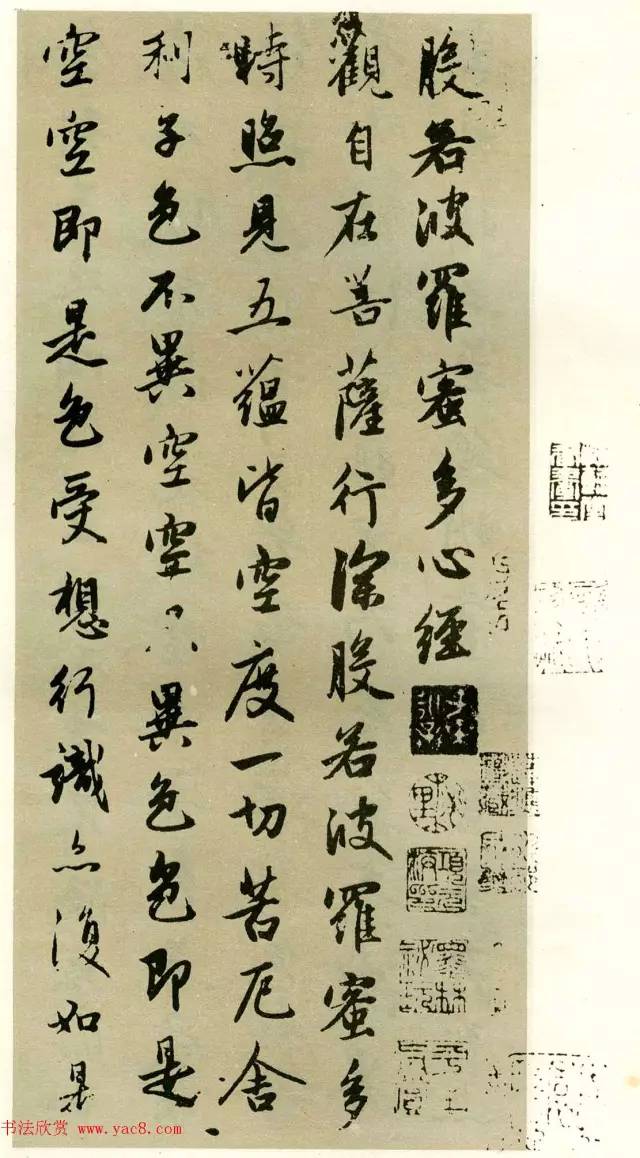 般若波羅蜜多心經
觀自在菩薩行深般若波羅蜜多
時照見五蘊皆空度一切苦厄舍
利子色不異空空不異色色即是
空空即是色受想行識亦復如是
书法欣赏 www.yac8.com